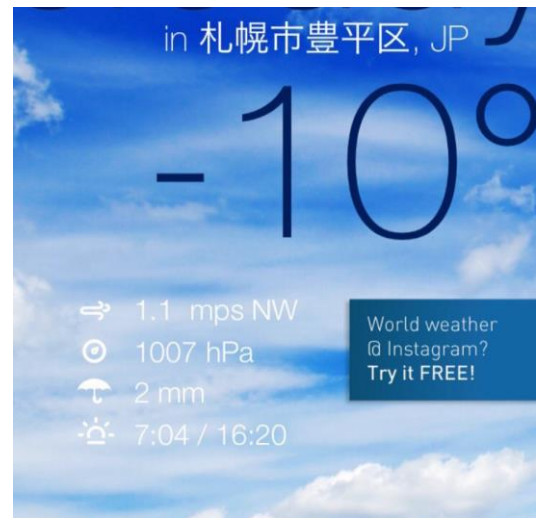 in 札幌市豊平区, JP
-10°
1.1 mps NW
1007 hPa
2 mm
7:04 / 16:20
World weather
@ Instagram?
Try it FREE!